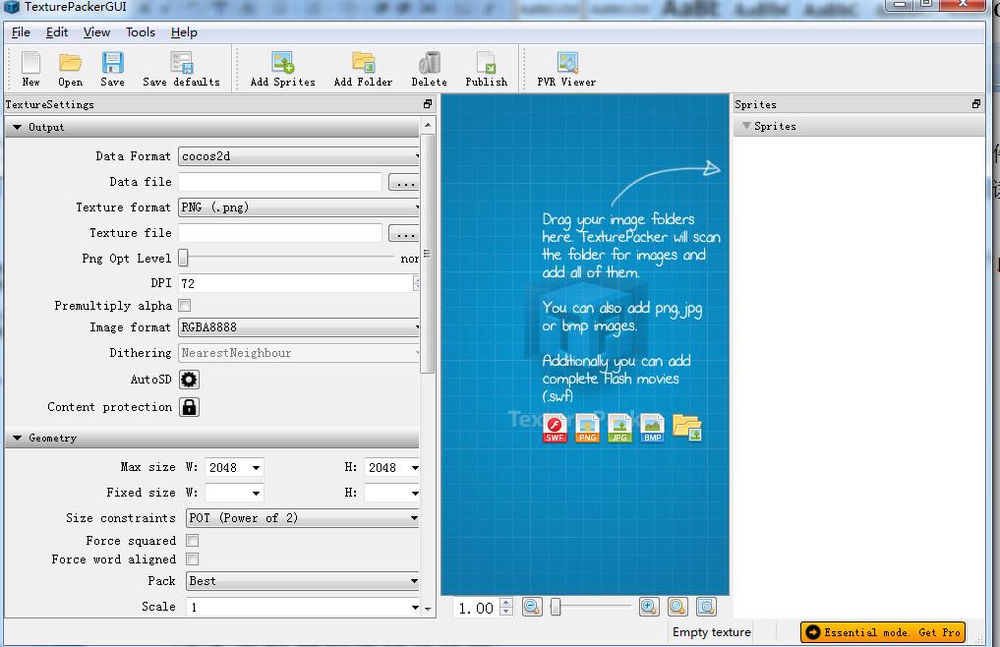 TexturePackerGUI
File Edit View Tools Help
New Open Save Save defaults Add Sprites Add Folder Delete Publish PVR Viewer
TextureSettings
Output
Data Format cocos2d
Data file ...
Texture format PNG (.png)
Texture file ...
Png Opt Level
DPI 72
Premultiply alpha
Image format RGBA8888
Dithering NearestNeighbour
AutoSD
Content protection
Geometry
Max size W: 2048 H: 2048
Fixed size W: H:
Size constraints POT (Power of 2)
Force squared
Force word aligned
Pack Best
Scale 1
Drag your image folders
here. TexturePacker will scan
the folder for images and
add all of them.
You can also add png,jpg
or bmp images.
Additionally you can add
complete flash movies
(.swf)
SWF PNG JPG BMP
1.00
Sprites
Sprites
Empty texture
Essential mode. Get Pro